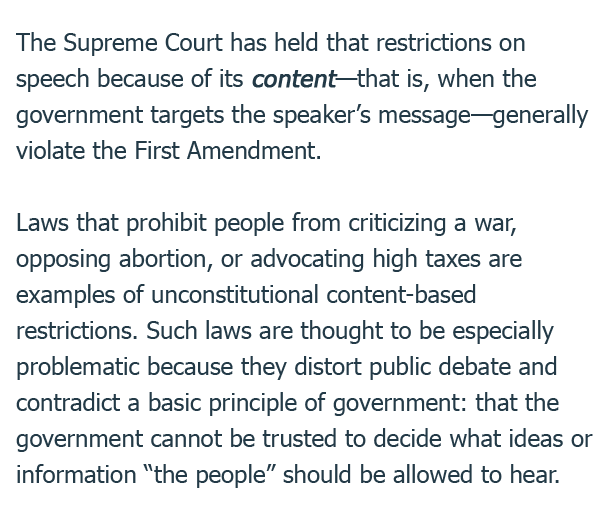 The Supreme Court has held that restrictions on
speech because of its content—that is, when the
government targets the speaker’s message—generally
violate the First Amendment.
Laws that prohibit people from criticizing a war,
opposing abortion, or advocating high taxes are
examples of unconstitutional content-based
restrictions. Such laws are thought to be especially
problematic because they distort public debate and
contradict a basic principle of government: that the
government cannot be trusted to decide what ideas or
information “the people” should be allowed to hear.